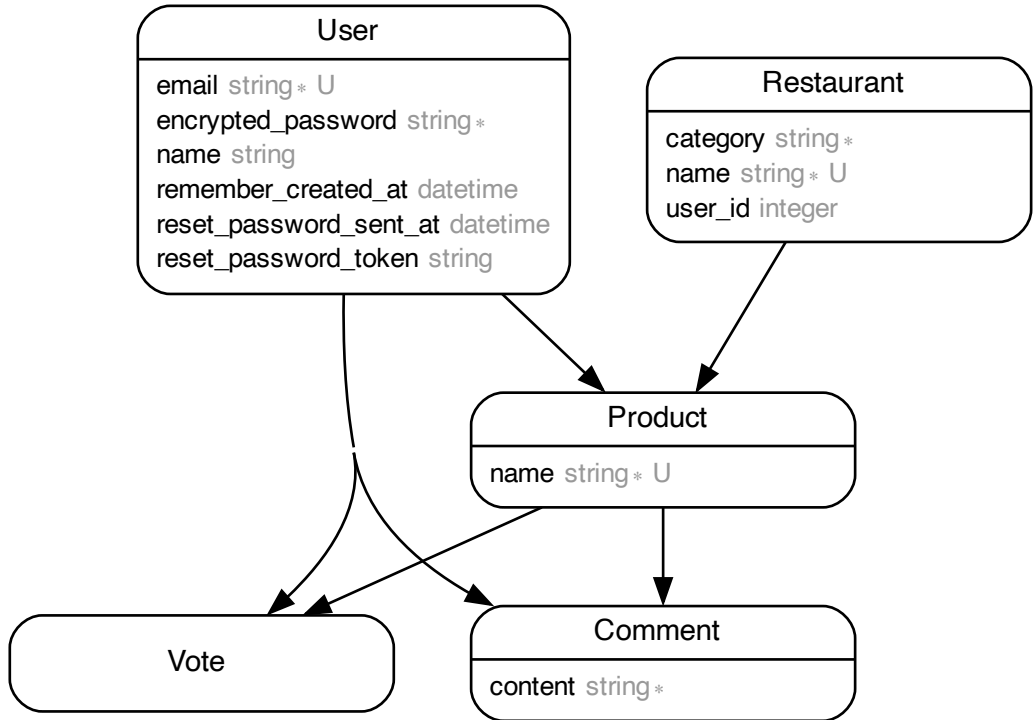 User
email string* U
encrypted_password string*
name string
remember_created_at datetime
reset_password_sent_at datetime
reset_password_token string
Restaurant
category string*
name string* U
user_id integer
Product
name string* U
Vote
Comment
content string*